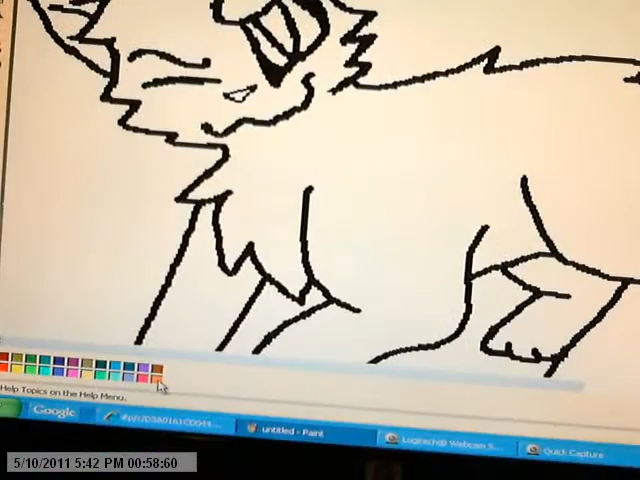 Help Topics on the Help Menu.
Google
untitled - Paint
Logitech® Webcam S...
Quick Capture
5/10/2011 5:42 PM 00:58:60